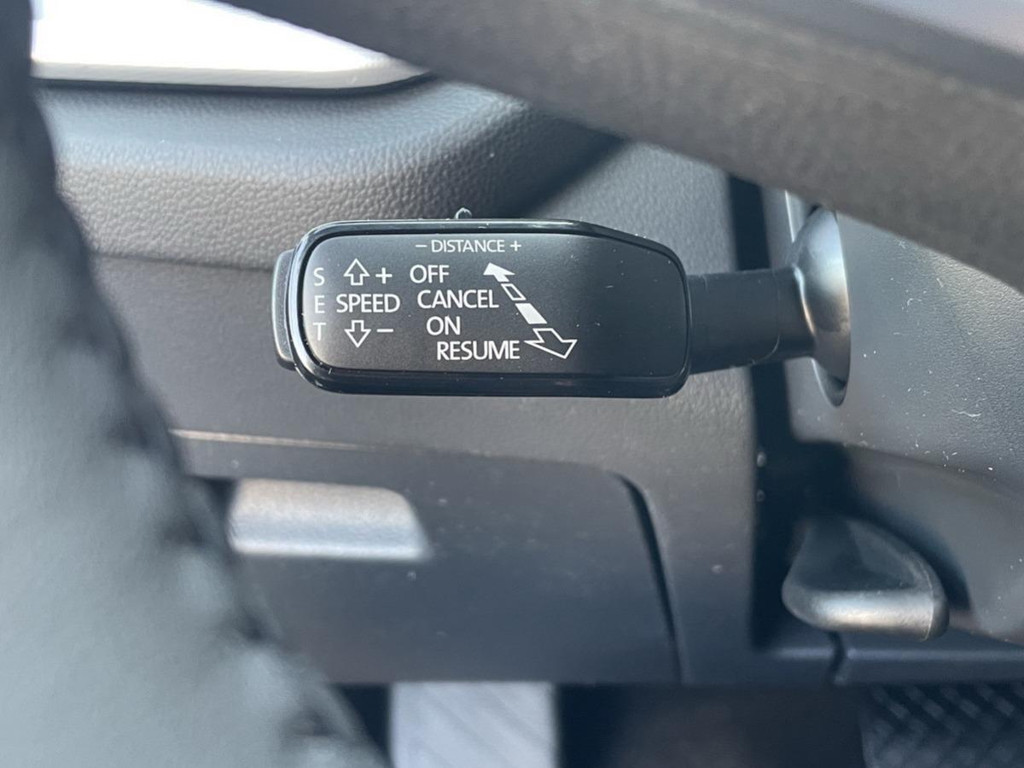 – DISTANCE +
S + OFF
E SPEED CANCEL
T – ON
RESUME